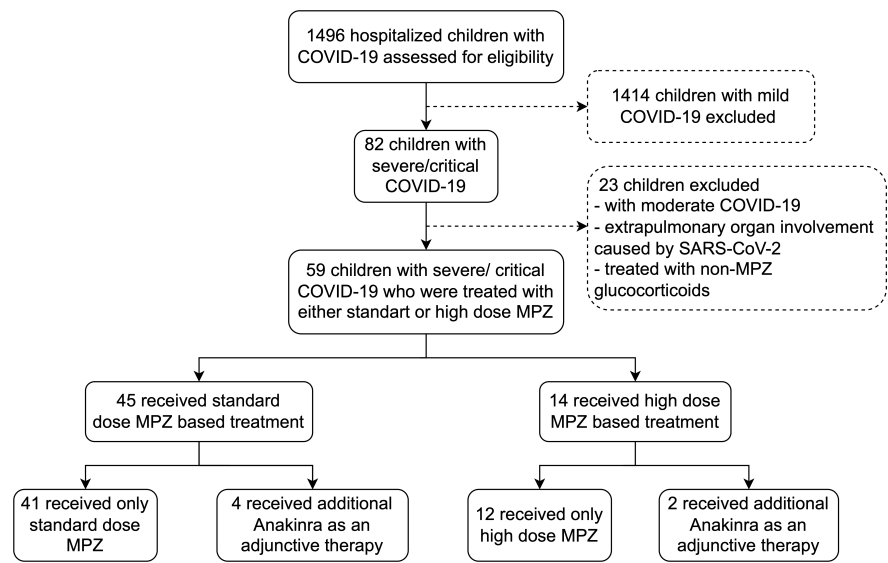 1496 hospitalized children with
COVID-19 assessed for eligibility
1414 children with mild
COVID-19 excluded
82 children with
severe/critical
COVID-19
23 children excluded
- with moderate COVID-19
- extrapulmonary organ involvement
caused by SARS-CoV-2
- treated with non-MPZ
glucocorticoids
59 children with severe/ critical
COVID-19 who were treated with
either standart or high dose MPZ
45 received standard
dose MPZ based treatment
14 received high dose
MPZ based treatment
41 received only
standard dose
MPZ
4 received additional
Anakinra as an
adjunctive therapy
12 received only
high dose MPZ
2 received additional
Anakinra as an
adjunctive therapy